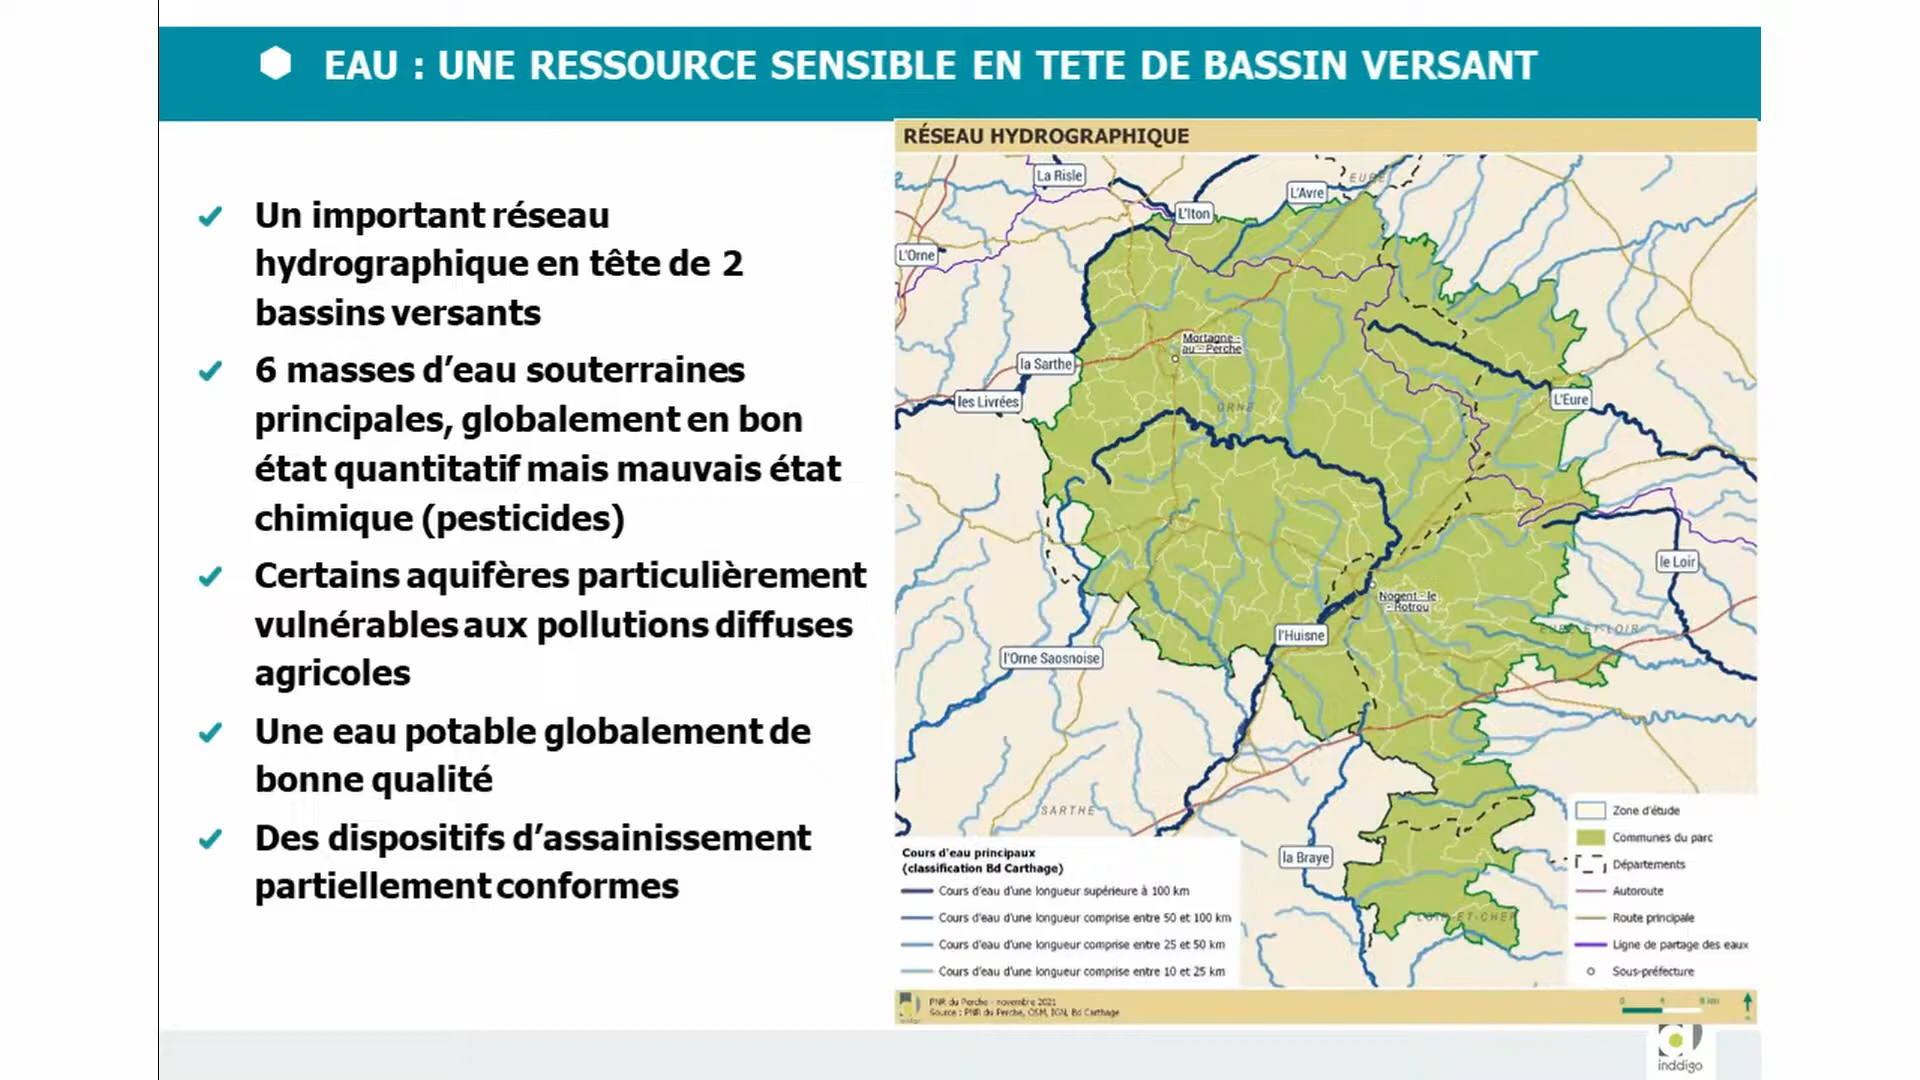 EAU : UNE RESSOURCE SENSIBLE EN TETE DE BASSIN VERSANT
Un important réseau
hydrographique en tête de 2
bassins versants
6 masses d’eau souterraines
principales, globalement en bon
état quantitatif mais mauvais état
chimique (pesticides)
Certains aquifères particulièrement
vulnérables aux pollutions diffuses
agricoles
Une eau potable globalement de
bonne qualité
Des dispositifs d’assainissement
partiellement conformes
RÉSEAU HYDROGRAPHIQUE
La Risle
EURE
L'Avre
L'Iton
L'Orne
Mortagne -
au - Perche
la Sarthe
les Livrées
L'Eure
ORNE
le Loir
Nogent - le
- Rotrou
l'Huisne
EURE-ET-LOIR
l'Orne Saosnoise
SARTHE
la Braye
LOIR-ET-CHER
Cours d'eau principaux
(classification Bd Carthage)
Cours d'eau d'une longueur supérieure à 100 km
Cours d'eau d'une longueur comprise entre 50 et 100 km
Cours d'eau d'une longueur comprise entre 25 et 50 km
Cours d'eau d'une longueur comprise entre 10 et 25 km
Zone d'étude
Communes du parc
Départements
Autoroute
Route principale
Ligne de partage des eaux
Sous-préfecture
PNR du Perche - novembre 2021
Source : PNR du Perche, OSM, IGN, Bd Carthage
0 4 8 km
inddigo